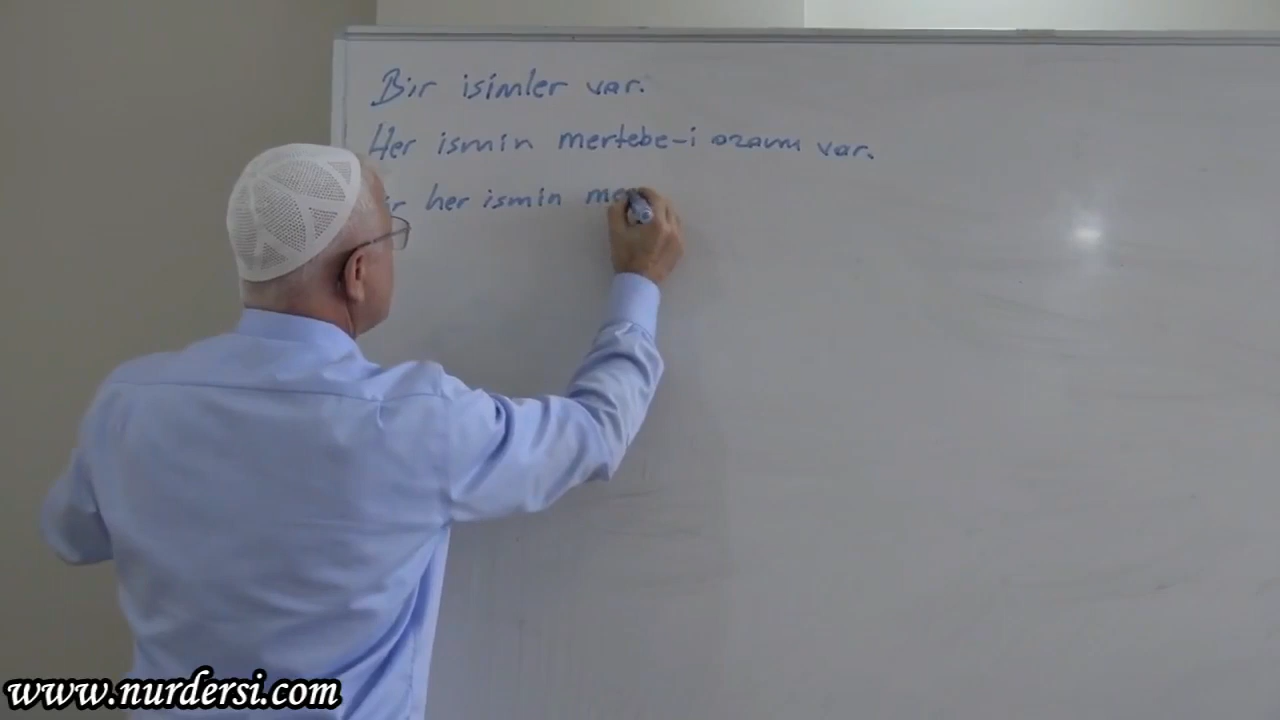 Bir isimler var.
Her ismin mertebe-i azamı var.
her ismin
www.nurdersi.com